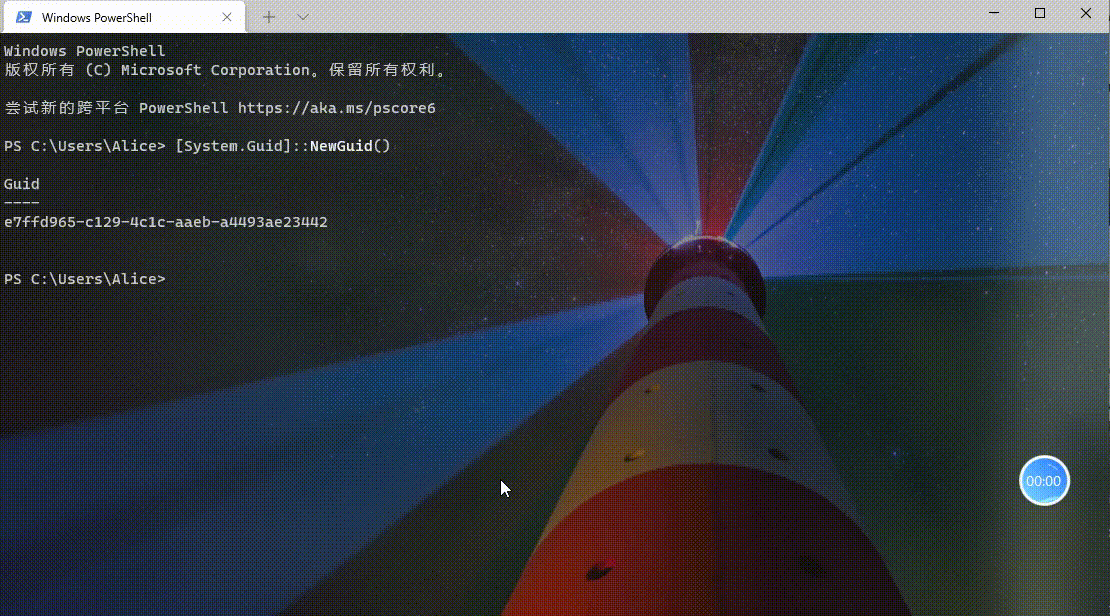 Windows PowerShell
Windows PowerShell
版权所有 (C) Microsoft Corporation。保留所有权利。
尝试新的跨平台 PowerShell https://aka.ms/pscore6
PS C:\Users\Alice> [System.Guid]::NewGuid()
Guid
----
e7ffd965-c129-4c1c-aaeb-a4493ae23442
PS C:\Users\Alice>
00:00